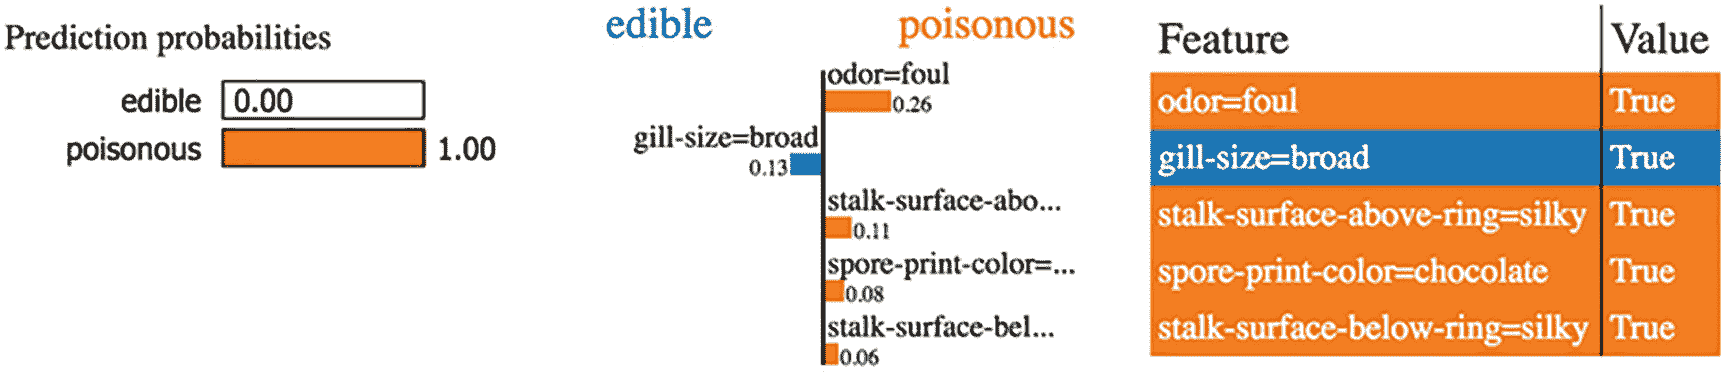 Prediction probabilities
edible 0.00
poisonous 1.00
edible poisonous
odor=foul
0.26
gill-size=broad
0.13
stalk-surface-abo...
0.11
spore-print-color=...
0.08
stalk-surface-bel...
0.06
Feature Value
odor=foul True
gill-size=broad True
stalk-surface-above-ring=silky True
spore-print-color=chocolate True
stalk-surface-below-ring=silky True